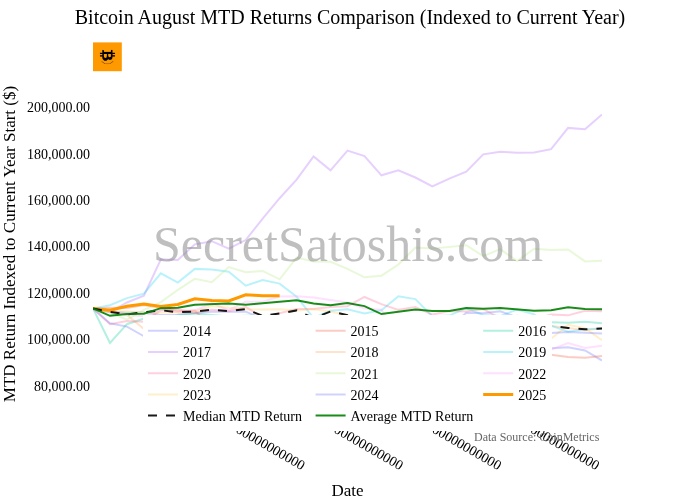 Bitcoin August MTD Returns Comparison (Indexed to Current Year)
MTD Return Indexed to Current Year Start ($)
200,000.00
180,000.00
160,000.00
140,000.00
120,000.00
100,000.00
80,000.00
SecretSatoshis.com
2014 2015 2016
2017 2018 2019
2020 2021 2022
2023 2024 2025
Median MTD Return Average MTD Return
Data Source: CoinMetrics
Date